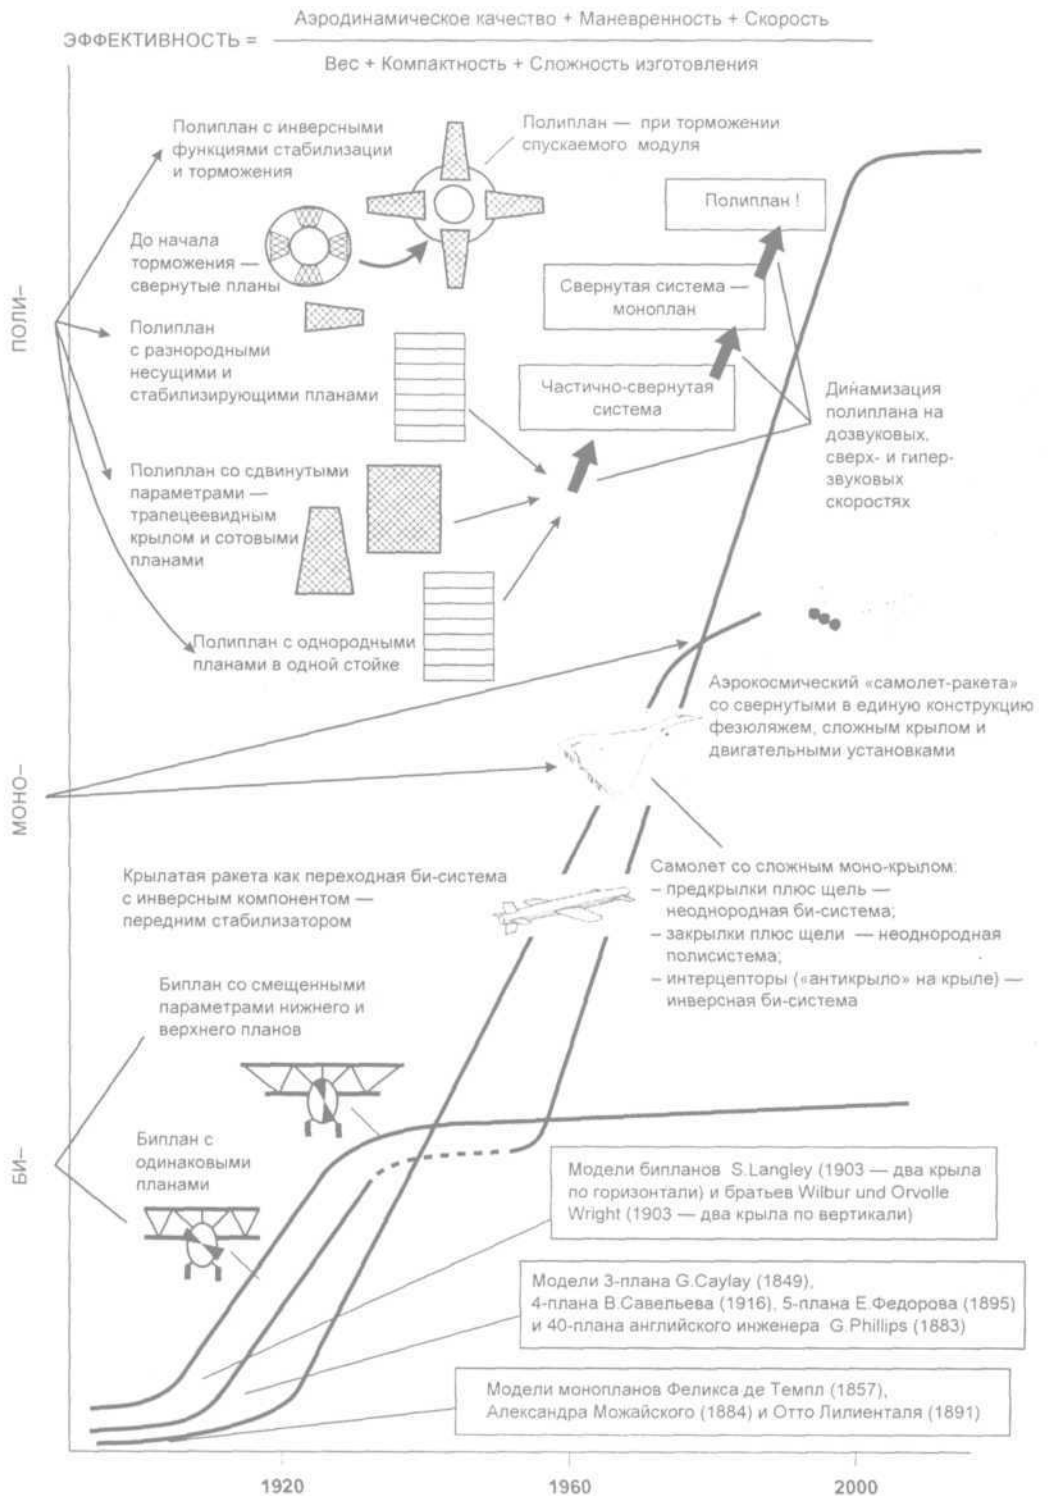 Аэродинамическое качество + Маневренность + Скорость
ЭФФЕКТИВНОСТЬ =
Вес + Компактность + Сложность изготовления
Полиплан с инверсными
функциями стабилизации
и торможения
Полиплан — при торможении
спускаемого модуля
Полиплан !
До начала
торможения —
свернутые планы
Свернутая система —
моноплан
ПОЛИ–
Полиплан
с разнородными
несущими и
стабилизирующими планами
Частично-свернутая
система
Динамизация
полиплана на
дозвуковых,
сверх- и гипер-
звуковых
скоростях
Полиплан со сдвинутыми
параметрами —
трапецеевидным
крылом и сотовыми
планами
Полиплан с однородными
планами в одной стойке
Аэрокосмический «самолет-ракета»
со свернутыми в единую конструкцию
фезюляжем, сложным крылом и
двигательными установками
МОНО–
Крылатая ракета как переходная би-система
с инверсным компонентом —
передним стабилизатором
Самолет со сложным моно-крылом:
– предкрылки плюс щель —
неоднородная би-система;
– закрылки плюс щели — неоднородная
полисистема;
– интерцепторы («антикрыло» на крыле) —
инверсная би-система
Биплан со смещенными
параметрами нижнего и
верхнего планов
БИ–
Биплан с
одинаковыми
планами
Модели бипланов S.Langley (1903 — два крыла
по горизонтали) и братьев Wilbur und Orvolle
Wright (1903 — два крыла по вертикали)
Модели 3-плана G.Caylay (1849),
4-плана В.Савельева (1916), 5-плана Е.Федорова (1895)
и 40-плана английского инженера G.Phillips (1883)
Модели монопланов Феликса де Темпл (1857),
Александра Можайского (1884) и Отто Лилиенталя (1891)
1920
1960
2000